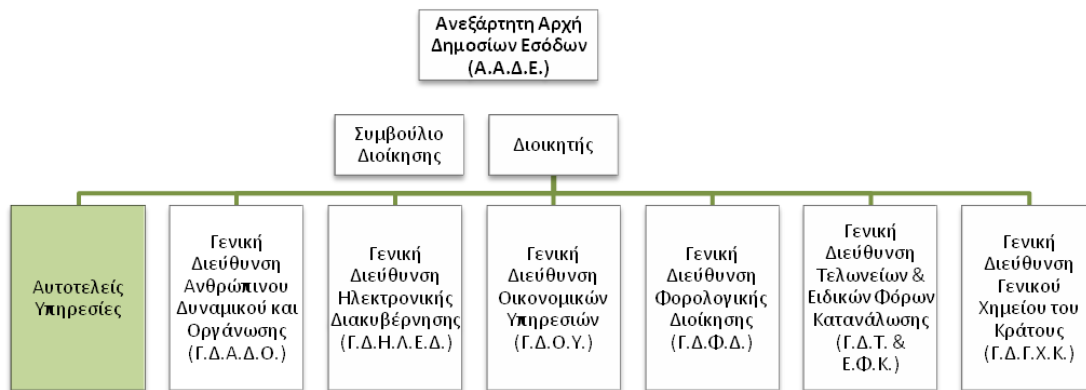 Ανεξάρτητη Αρχή
Δημοσίων Εσόδων
(Α.Α.Δ.Ε.)
Συμβούλιο
Διοίκησης
Διοικητής
Αυτοτελείς
Υπηρεσίες
Γενική
Διεύθυνση
Ανθρώπινου
Δυναμικού και
Οργάνωσης
(Γ.Δ.Α.Δ.Ο.)
Γενική
Διεύθυνση
Ηλεκτρονικής
Διακυβέρνησης
(Γ.Δ.Η.Λ.Ε.Δ.)
Γενική
Διεύθυνση
Οικονομικών
Υπηρεσιών
(Γ.Δ.Ο.Υ.)
Γενική
Διεύθυνση
Φορολογικής
Διοίκησης
(Γ.Δ.Φ.Δ.)
Γενική
Διεύθυνση
Τελωνείων &
Ειδικών Φόρων
Κατανάλωσης
(Γ.Δ.Τ. &
Ε.Φ.Κ.)
Γενική
Διεύθυνση
Γενικού
Χημείου του
Κράτους
(Γ.Δ.Γ.Χ.Κ.)